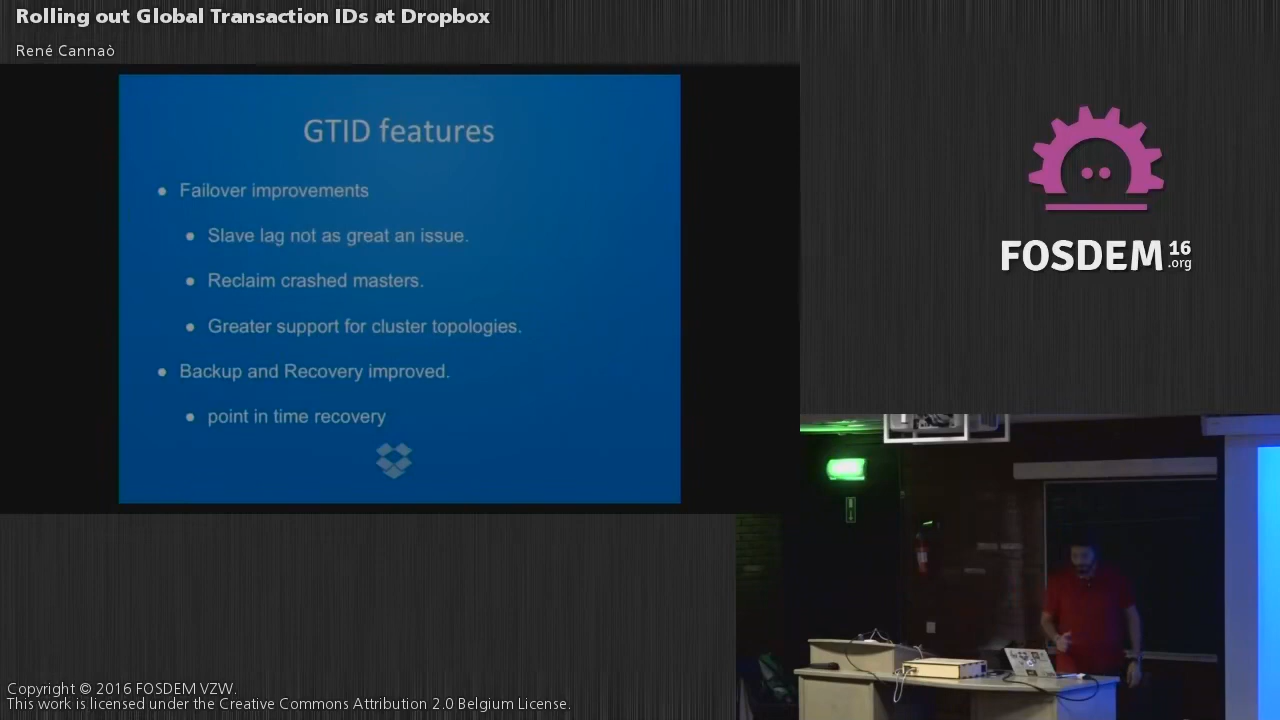 Rolling out Global Transaction IDs at Dropbox
René Cannaò
GTID features
● Failover improvements
● Slave lag not as great an issue.
● Reclaim crashed masters.
● Greater support for cluster topologies.
● Backup and Recovery improved.
● point in time recovery
FOSDEM 16 .org
Copyright © 2016 FOSDEM VZW.
This work is licensed under the Creative Commons Attribution 2.0 Belgium License.